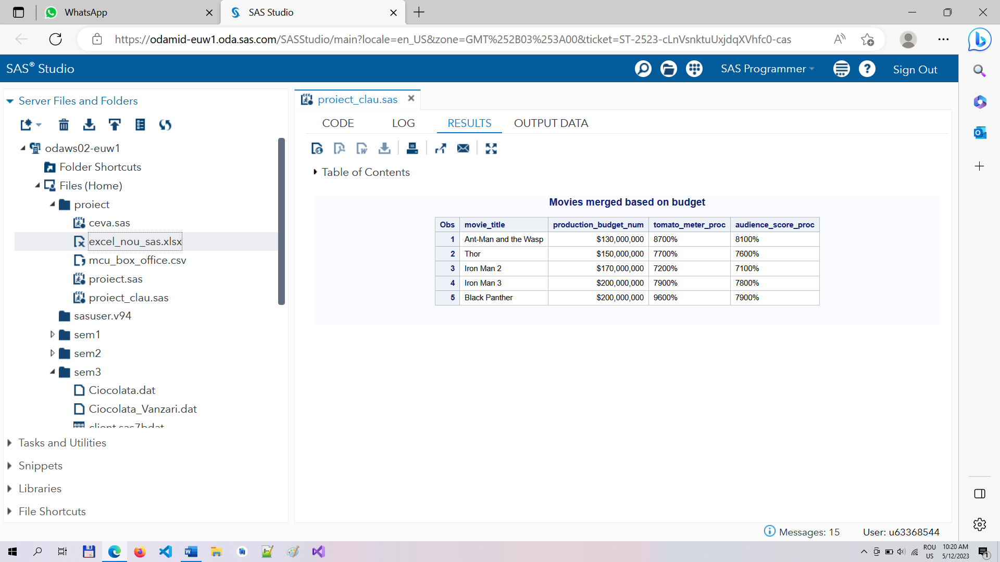 WhatsApp
SAS Studio
https://odamid-euw1.oda.sas.com/SASStudio/main?locale=en_US&zone=GMT%252B03%253A00&ticket=ST-2523-cLnVsnktuUxjdqXVhfc0-cas
SAS® Studio
SAS Programmer
Sign Out
Server Files and Folders
odaws02-euw1
Folder Shortcuts
Files (Home)
proiect
ceva.sas
excel_nou_sas.xlsx
mcu_box_office.csv
proiect.sas
proiect_clau.sas
sasuser.v94
sem1
sem2
sem3
Ciocolata.dat
Ciocolata_Vanzari.dat
client.sas7bdat
Tasks and Utilities
Snippets
Libraries
File Shortcuts
proiect_clau.sas
CODE LOG RESULTS OUTPUT DATA
Table of Contents
Movies merged based on budget
Obs movie_title production_budget_num tomato_meter_proc audience_score_proc
1 Ant-Man and the Wasp $130,000,000 8700% 8100%
2 Thor $150,000,000 7700% 7600%
3 Iron Man 2 $170,000,000 7200% 7100%
4 Iron Man 3 $200,000,000 7900% 7800%
5 Black Panther $200,000,000 9600% 7900%
Messages: 15
User: u63368544
ROU
US
10:20 AM
5/12/2023
1